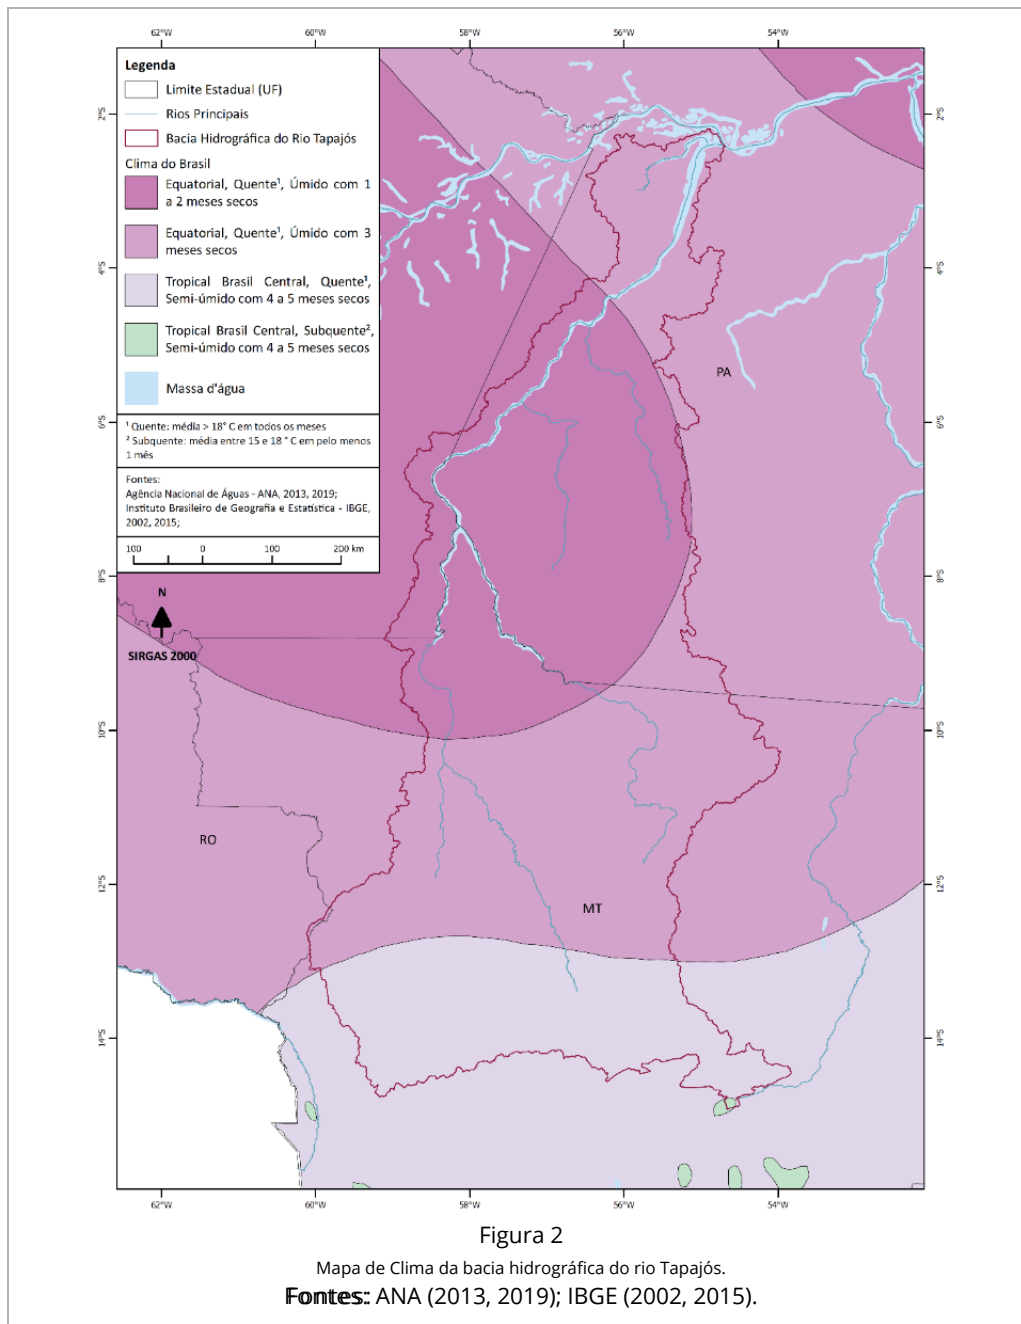 62°W 60°W 58°W 56°W 54°W
Legenda
Limite Estadual (UF)
Rios Principais
Bacia Hidrográfica do Rio Tapajós
Clima do Brasil
Equatorial, Quente¹, Úmido com 1
a 2 meses secos
Equatorial, Quente¹, Úmido com 3
meses secos
Tropical Brasil Central, Quente¹,
Semi-úmido com 4 a 5 meses secos
Tropical Brasil Central, Subquente²,
Semi-úmido com 4 a 5 meses secos
Massa d'água
¹ Quente: média > 18° C em todos os meses
² Subquente: média entre 15 e 18 ° C em pelo menos
1 mês
Fontes:
Agência Nacional de Águas - ANA, 2013, 2019;
Instituto Brasileiro de Geografia e Estatística - IBGE,
2002, 2015;
100 0 100 200 km
N
SIRGAS 2000
2°S 2°S
4°S 4°S
PA
6°S 6°S
8°S 8°S
10°S 10°S
RO
12°S 12°S
MT
14°S 14°S
62°W 60°W 58°W 56°W 54°W
Figura 2
Mapa de Clima da bacia hidrográfica do rio Tapajós.
Fontes: ANA (2013, 2019); IBGE (2002, 2015).